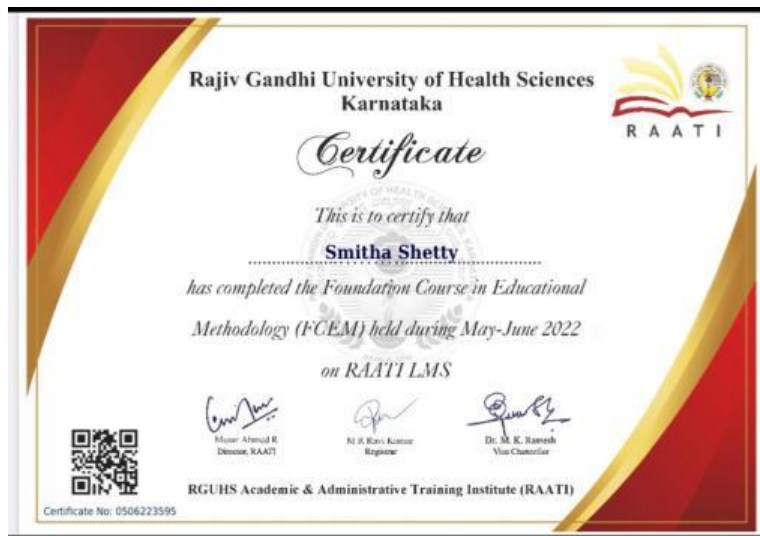 Rajiv Gandhi University of Health Sciences
Karnataka
RAATI
Certificate
This is to certify that
Smitha Shetty
has completed the Foundation Course in Educational
Methodology (FCEM) held during May-June 2022
on RAATI LMS
Ahmed R
Director, RAATI
Registrar
Dr. M. K. Ramesh
Vice Chancellor
RGUHS Academic & Administrative Training Institute (RAATI)
Certificate No: 0506223595